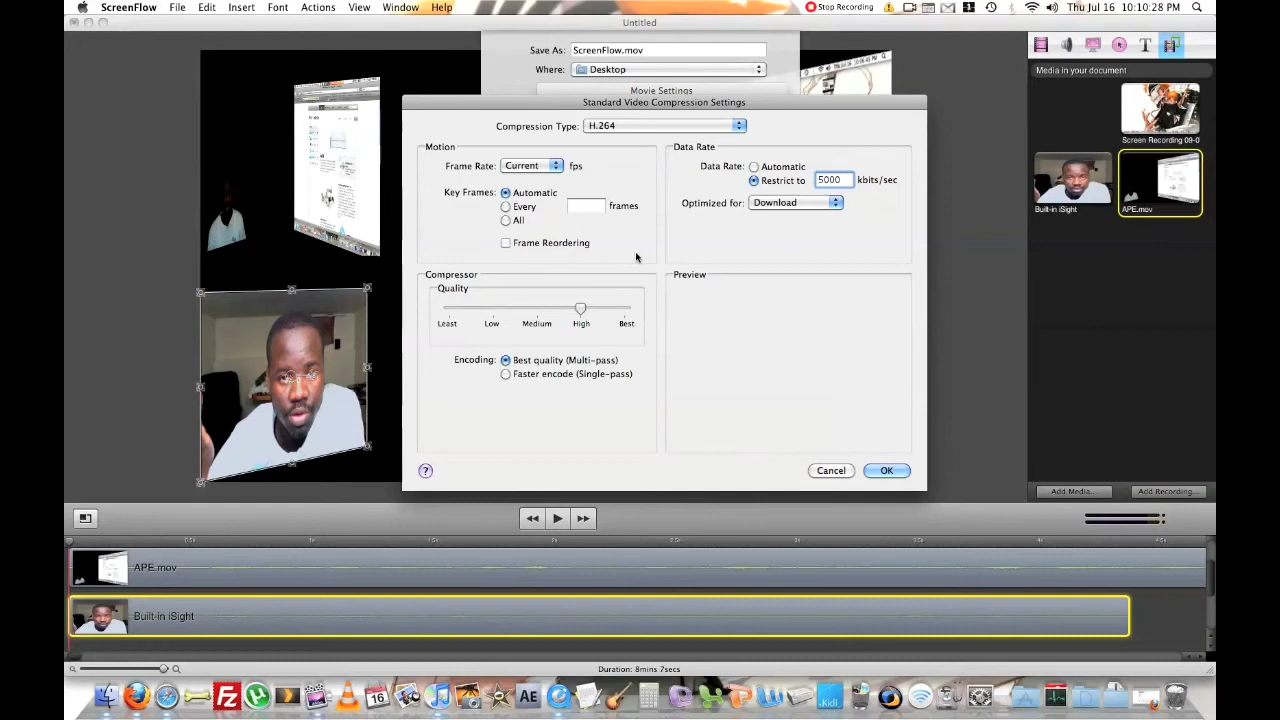 ScreenFlow File Edit Insert Font Actions View Window Help Stop Recording Thu Jul 16 10:10:28 PM
Untitled
Save As: ScreenFlow.mov
Where: Desktop
Movie Settings
Standard Video Compression Settings
Compression Type: H.264
Motion
Frame Rate: Current fps
Key Frames: Automatic
Every frames
All
Frame Reordering
Data Rate
Data Rate: Automatic
Restrict to 5000 kbits/sec
Optimized for: Download
Compressor
Quality
Least Low Medium High Best
Encoding: Best quality (Multi-pass)
Faster encode (Single-pass)
Preview
? Cancel OK
Media in your document
Screen Recording 09-0
Built-in iSight
APE.mov
Add Media... Add Recording...
APE.mov
Built-in iSight
Duration: 8mins 7secs
Fz AE .Kidi